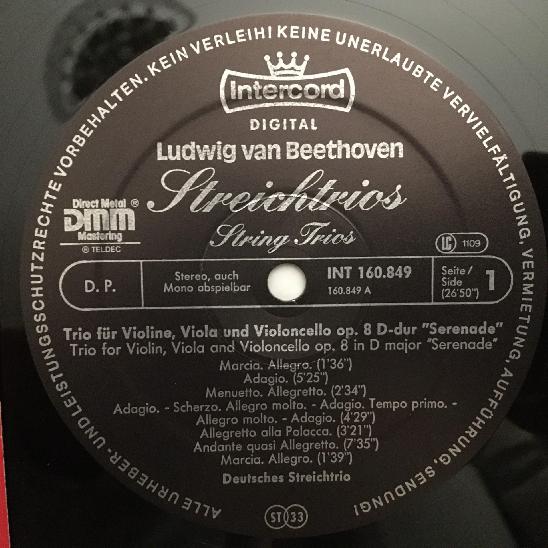 ALLE URHEBER- UND LEISTUNGSSCHUTZRECHTE VORBEHALTEN. KEIN VERLEIH! KEINE UNERLAUBTE VERVIELFÄLTIGUNG, VERMIETUNG, AUFFÜHRUNG, SENDUNG!
Intercord
DIGITAL
Ludwig van Beethoven
Streichtrios
String Trios
Direct Metal ®
DMM
Mastering
® TELDEC
LC 1109
D. P.
Stereo, auch
Mono abspielbar
INT 160.849
160.849 A
Seite/
Side 1
(26'50")
Trio für Violine, Viola und Violoncello op. 8 D-dur "Serenade"
Trio for Violin, Viola and Violoncello op. 8 in D major "Serenade"
Marcia. Allegro. (1'36")
Adagio. (5'25")
Menuetto. Allegretto. (2'34")
Adagio. - Scherzo. Allegro molto. - Adagio. Tempo primo. -
Allegro molto. - Adagio. (4'29")
Allegretto alla Polacca. (3'21")
Andante quasi Allegretto. (7'35")
Marcia. Allegro. (1'39")
Deutsches Streichtrio
ST 33